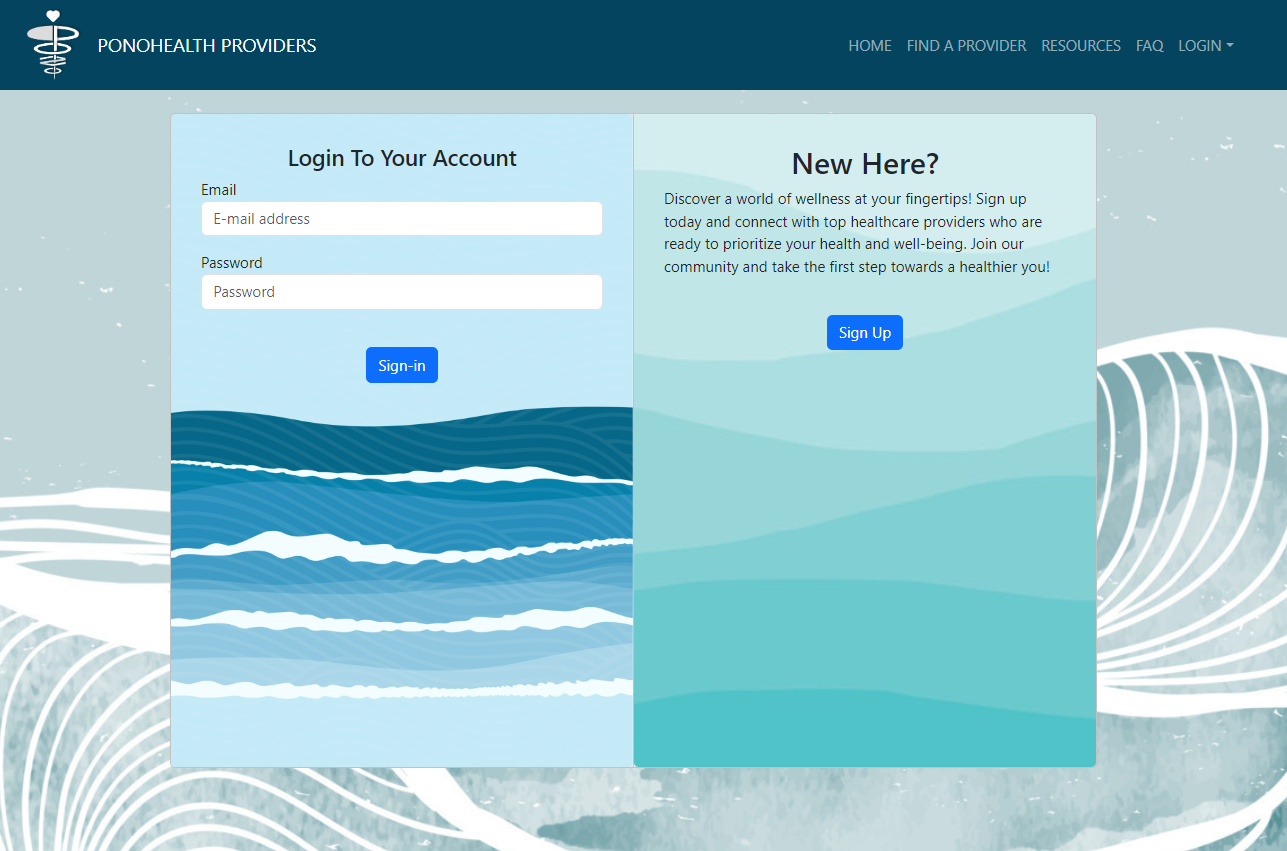 PONOHEALTH PROVIDERS
HOME FIND A PROVIDER RESOURCES FAQ LOGIN
Login To Your Account
Email
E-mail address
Password
Password
Sign-in
New Here?
Discover a world of wellness at your fingertips! Sign up
today and connect with top healthcare providers who are
ready to prioritize your health and well-being. Join our
community and take the first step towards a healthier you!
Sign Up